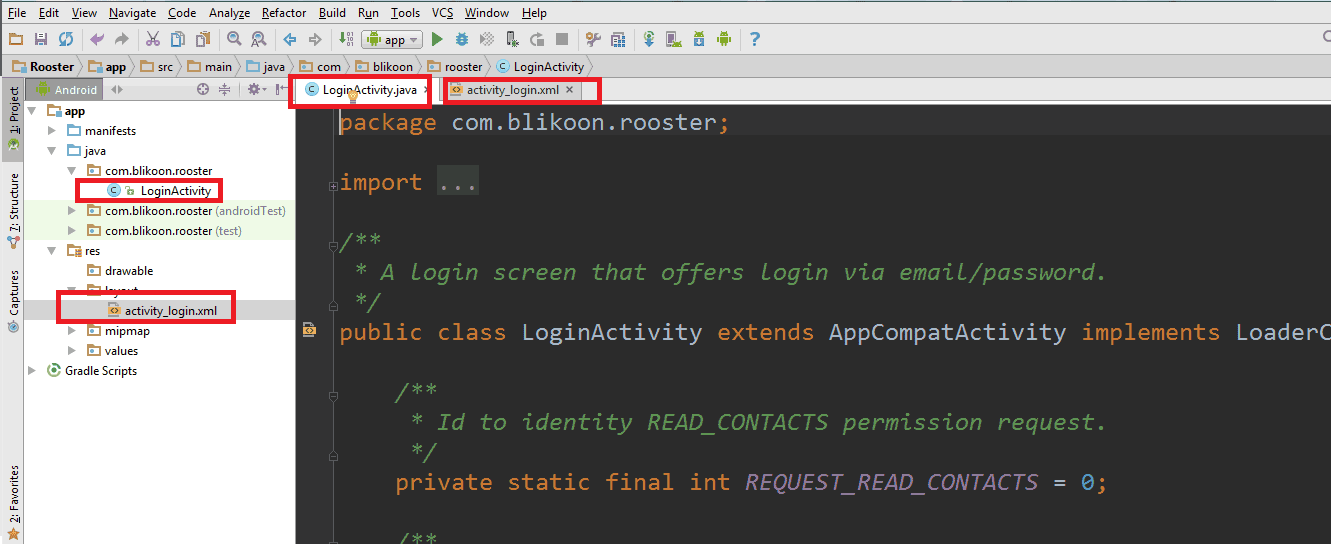 File Edit View Navigate Code Analyze Refactor Build Run Tools VCS Window Help
app
Rooster app src main java com blikoon rooster LoginActivity
Android
LoginActivity.java
activity_login.xml
1: Project
7: Structure
Captures
2: Favorites
app
manifests
java
com.blikoon.rooster
LoginActivity
com.blikoon.rooster (androidTest)
com.blikoon.rooster (test)
res
drawable
layout
activity_login.xml
mipmap
values
Gradle Scripts
package com.blikoon.rooster;
import ...
/**
* A login screen that offers login via email/password.
*/
public class LoginActivity extends AppCompatActivity implements LoaderC
/**
* Id to identity READ_CONTACTS permission request.
*/
private static final int REQUEST_READ_CONTACTS = 0;
/**